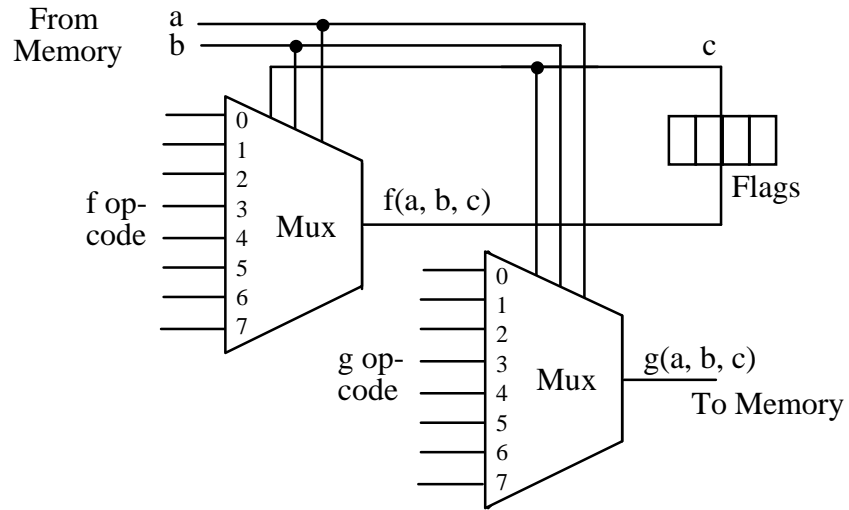 From
Memory
a
b
c
0
1
2
3
4
5
6
7
f op-
code
Mux
f(a, b, c)
Flags
0
1
2
3
4
5
6
7
g op-
code
Mux
g(a, b, c)
To Memory